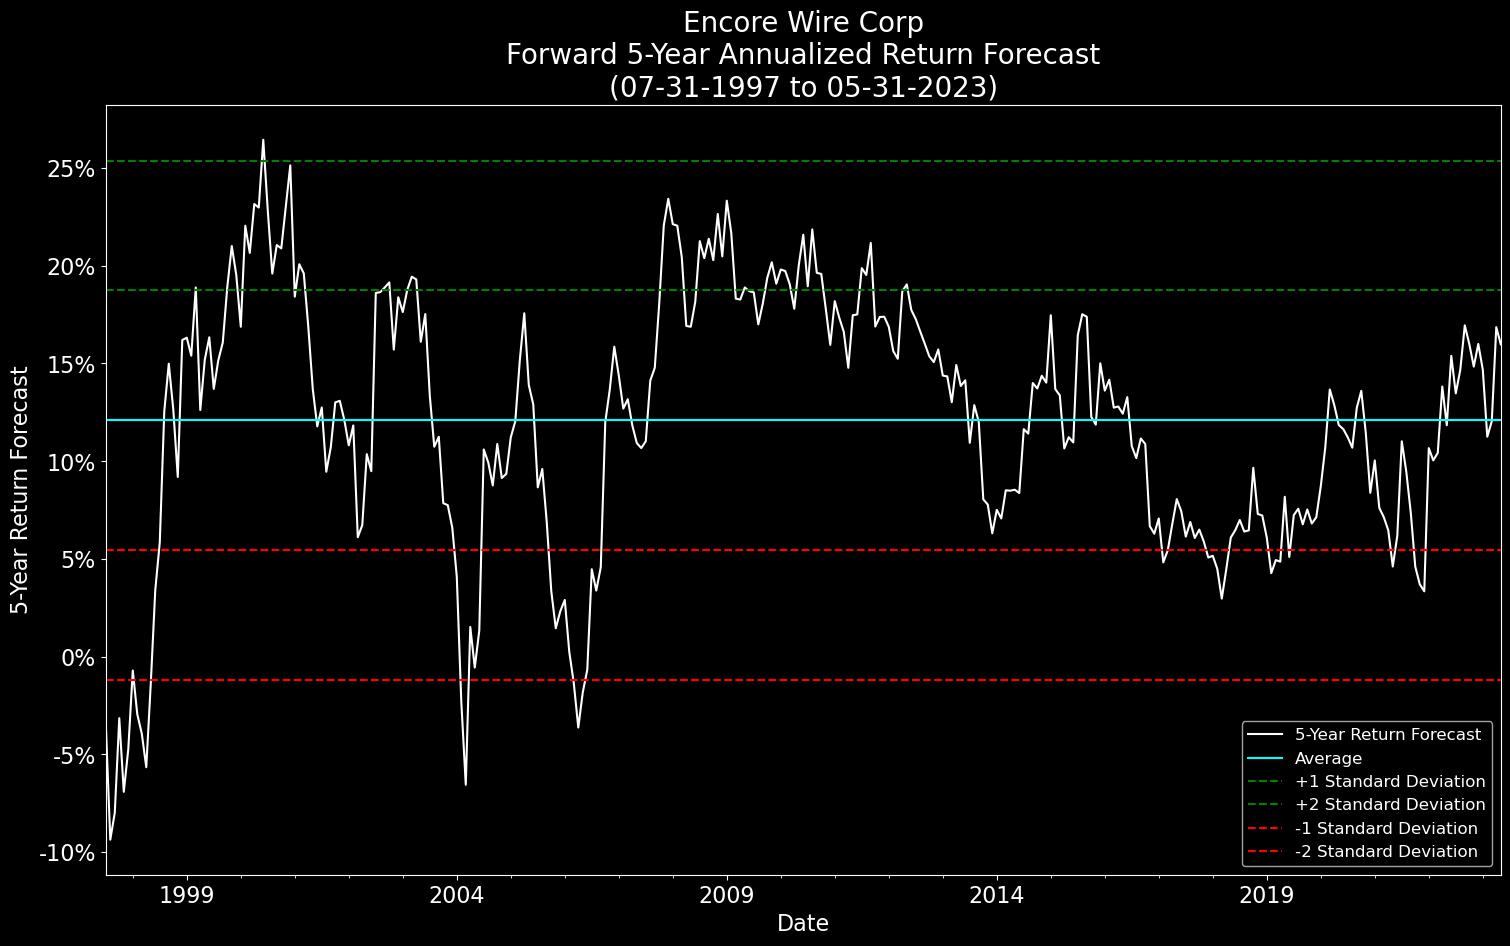 Encore Wire Corp
Forward 5-Year Annualized Return Forecast
(07-31-1997 to 05-31-2023)
5-Year Return Forecast
25%
20%
15%
10%
5%
0%
-5%
-10%
1999
2004
2009
2014
2019
Date
5-Year Return Forecast
Average
+1 Standard Deviation
+2 Standard Deviation
-1 Standard Deviation
-2 Standard Deviation